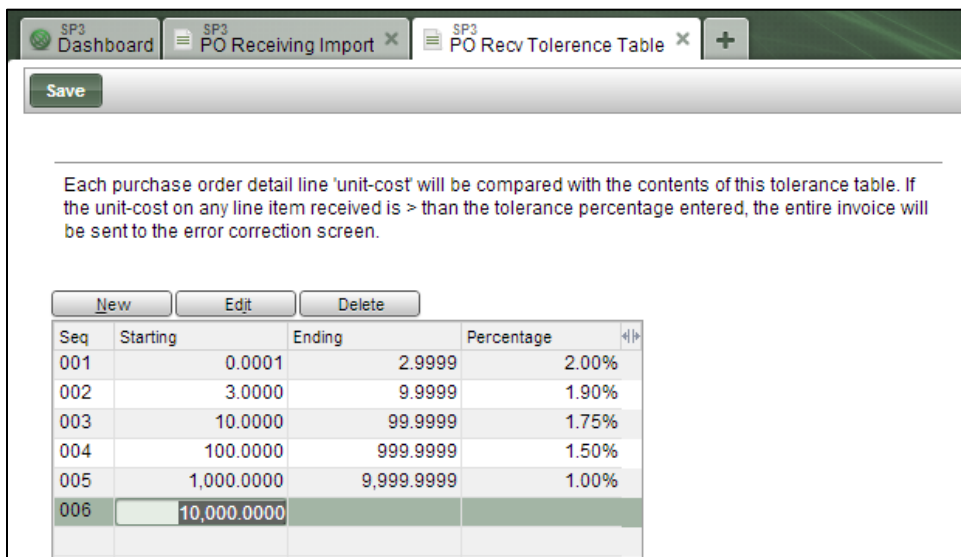 SP3 SP3 SP3
Dashboard PO Receiving Import × PO Recv Tolerence Table × +
Save
Each purchase order detail line 'unit-cost' will be compared with the contents of this tolerance table. If
the unit-cost on any line item received is > than the tolerance percentage entered, the entire invoice will
be sent to the error correction screen.
New Edit Delete
Seq Starting Ending Percentage
001 0.0001 2.9999 2.00%
002 3.0000 9.9999 1.90%
003 10.0000 99.9999 1.75%
004 100.0000 999.9999 1.50%
005 1,000.0000 9,999.9999 1.00%
006 10,000.0000